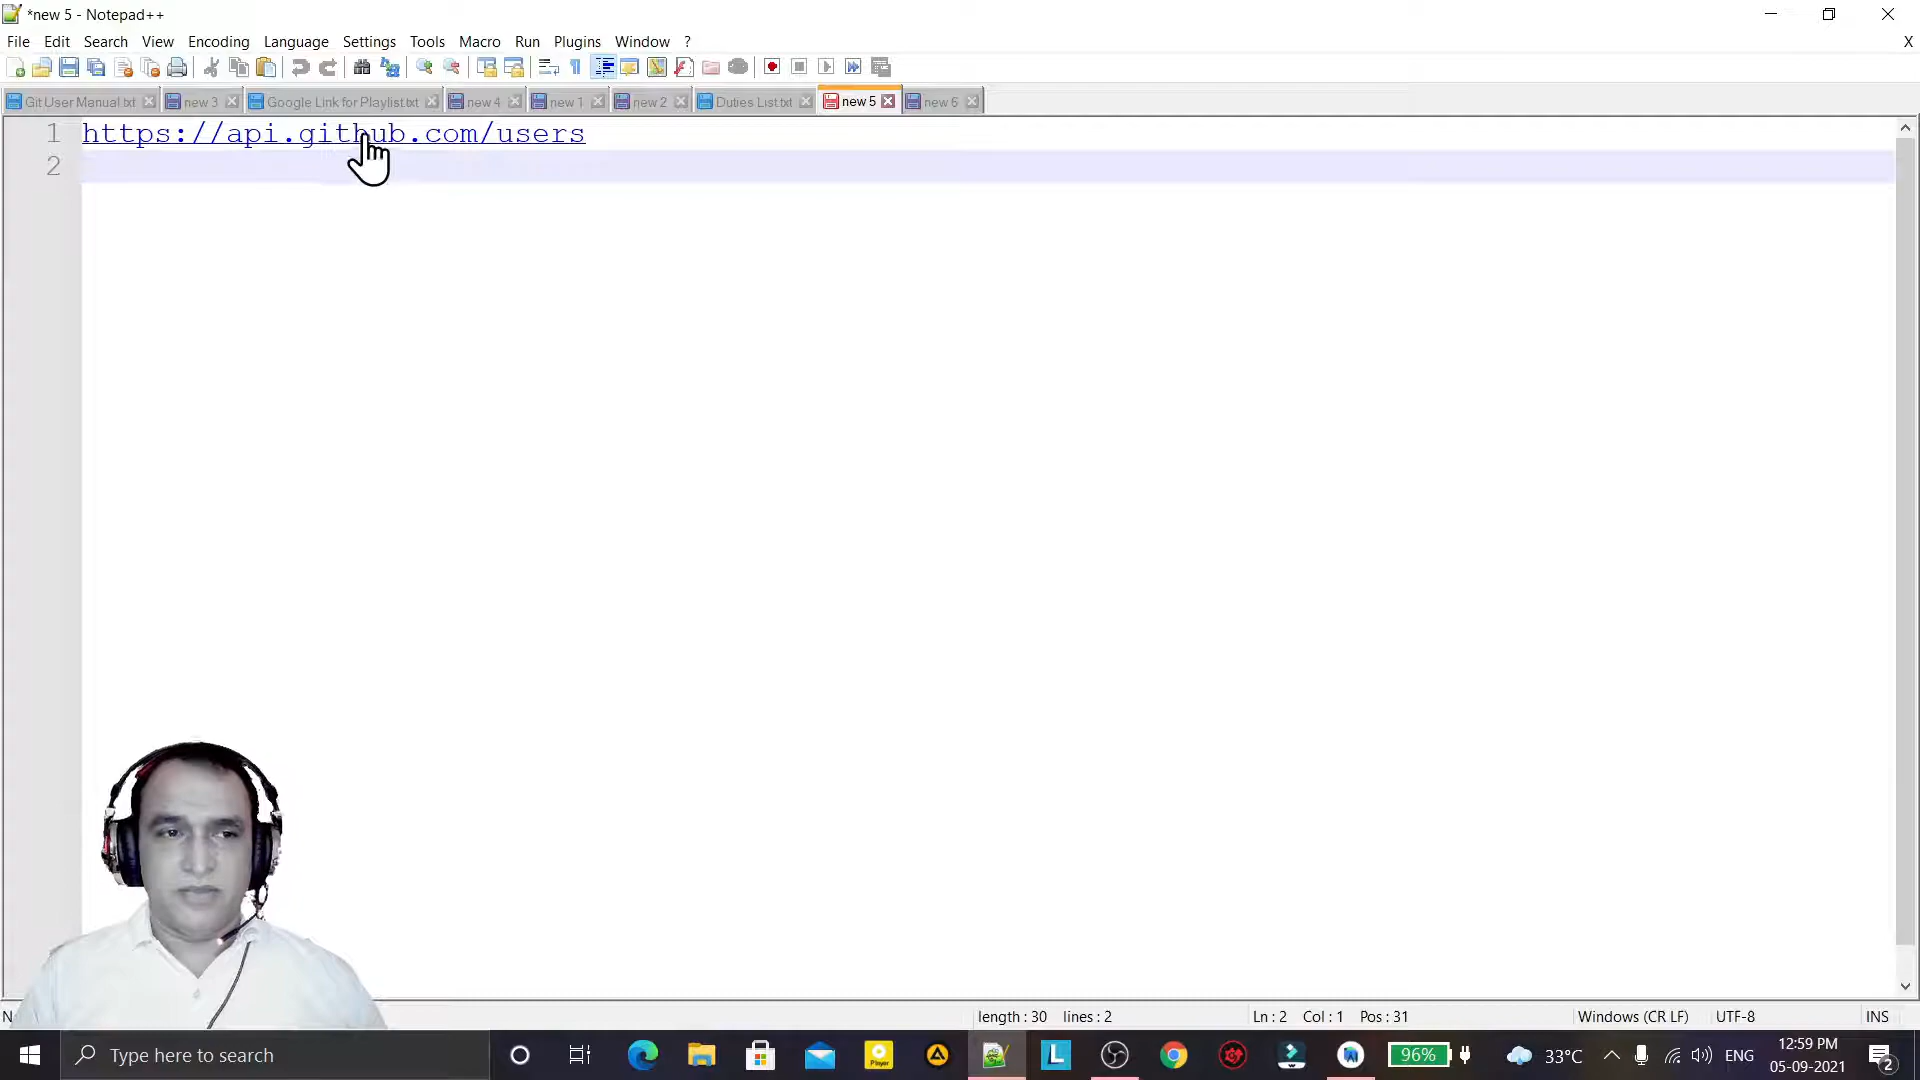 *new 5 - Notepad++
File Edit Search View Encoding Language Settings Tools Macro Run Plugins Window ? X
Git User Manual.txt new 3 Google Link for Playlist.txt new 4 new 1 new 2 Duties List.txt new 5 new 6
1 https://api.github.com/users
2
N length : 30 lines : 2 Ln : 2 Col : 1 Pos : 31 Windows (CR LF) UTF-8 INS
Type here to search 96% 33°C ENG 12:59 PM
05-09-2021 2
Player